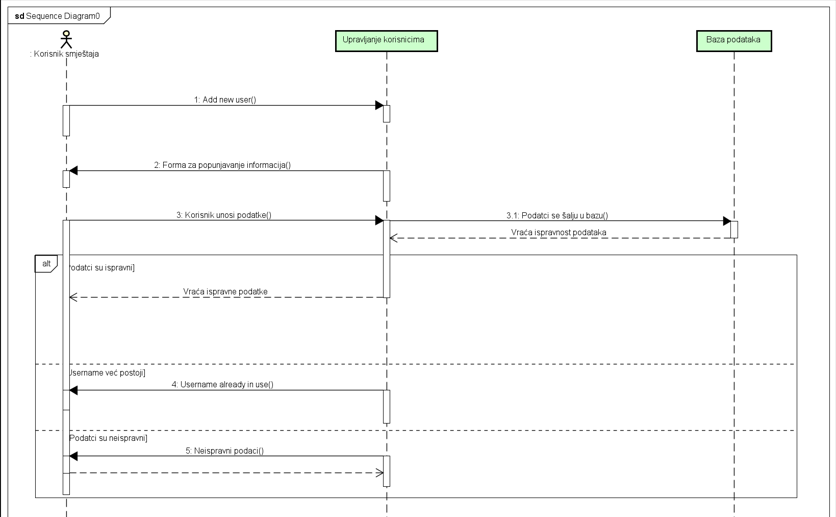 sd Sequence Diagram0
: Korisnik smještaja
Upravljanje korisnicima
Baza podataka
1: Add new user()
2: Forma za popunjavanje informacija()
3: Korisnik unosi podatke()
3.1: Podatci se šalju u bazu()
Vraća ispravnost podataka
alt
odatci su ispravni]
Vraća ispravne podatke
Username već postoji]
4: Username already in use()
Podatci su neispravni]
5: Neispravni podaci()